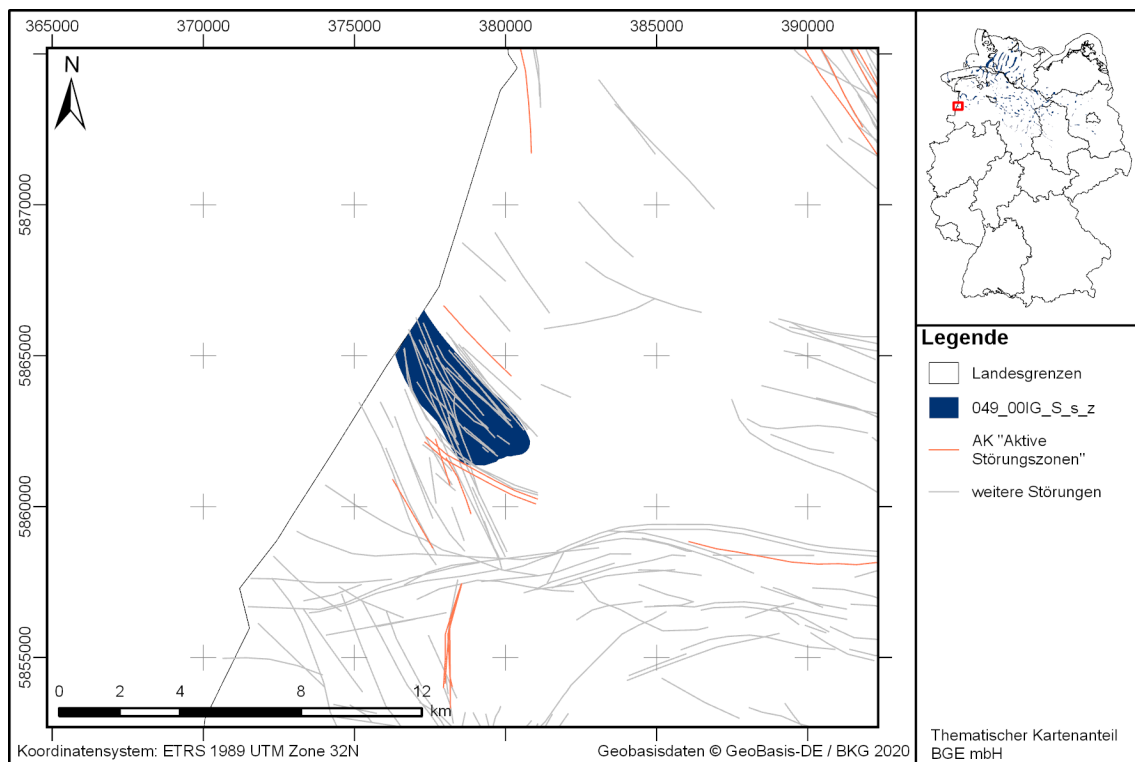 365000 370000 375000 380000 385000 390000
5870000
5865000
5860000
5855000
N
0 2 4 8 12
km
Koordinatensystem: ETRS 1989 UTM Zone 32N
Geobasisdaten © GeoBasis-DE / BKG 2020
Legende
Landesgrenzen
049_00IG_S_s_z
AK "Aktive
Störungszonen"
weitere Störungen
Thematischer Kartenanteil
BGE mbH